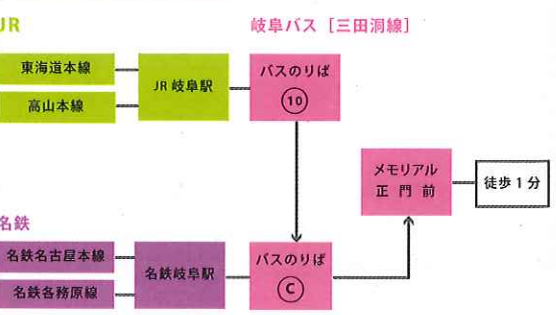 JR
岐阜バス［三田洞線］
東海道本線
高山本線
JR 岐阜駅
バスのりば
10
メモリアル
正門前
徒歩1分
名鉄
名鉄名古屋本線
名鉄各務原線
名鉄岐阜駅
バスのりば
C